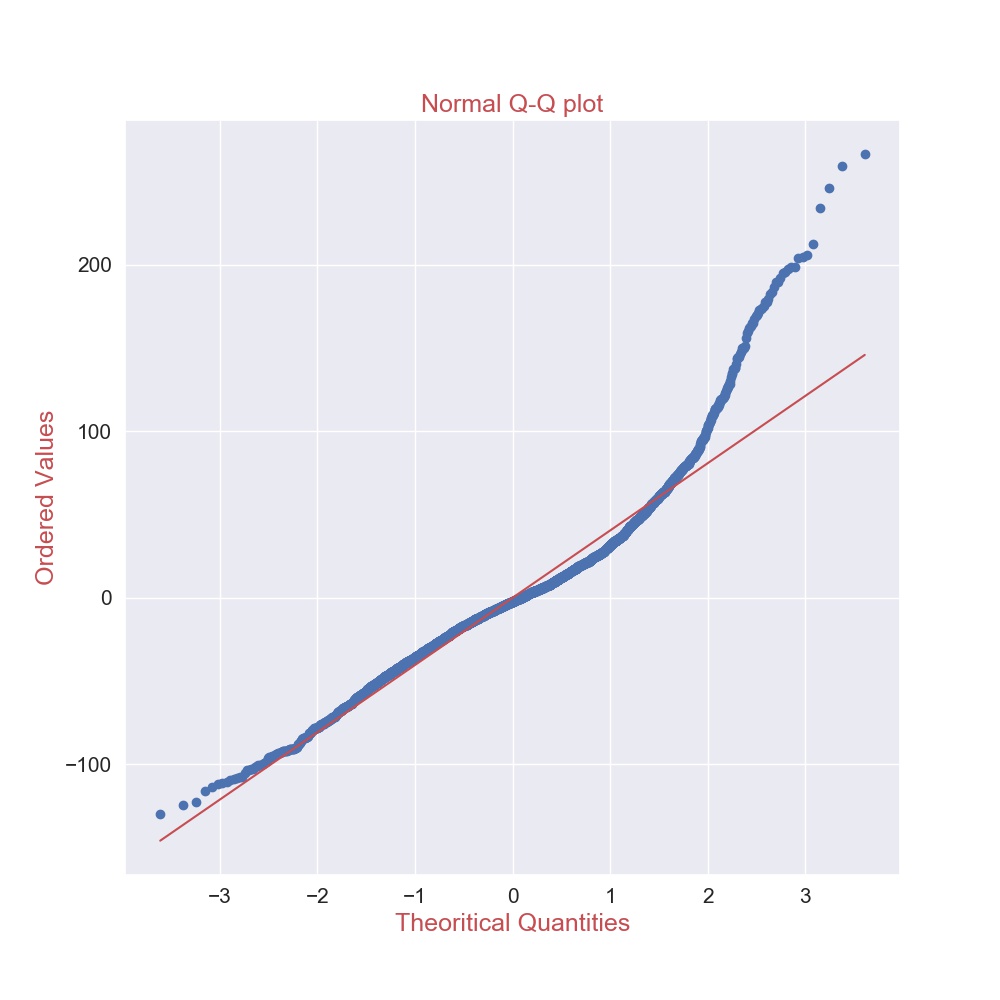 Normal Q-Q plot
Ordered Values
200
100
0
−100
−3 −2 −1 0 1 2 3
Theoritical Quantities